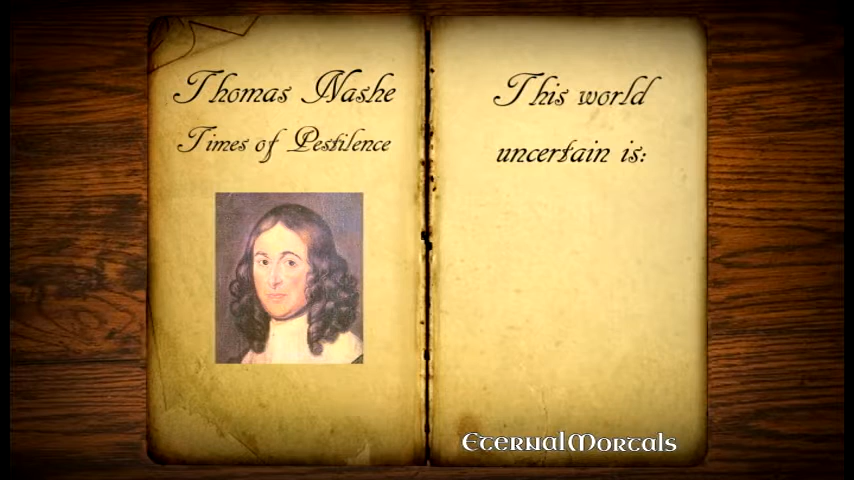 Thomas Nashe
Times of Pestilence
This world
uncertain is:
EternalMortals